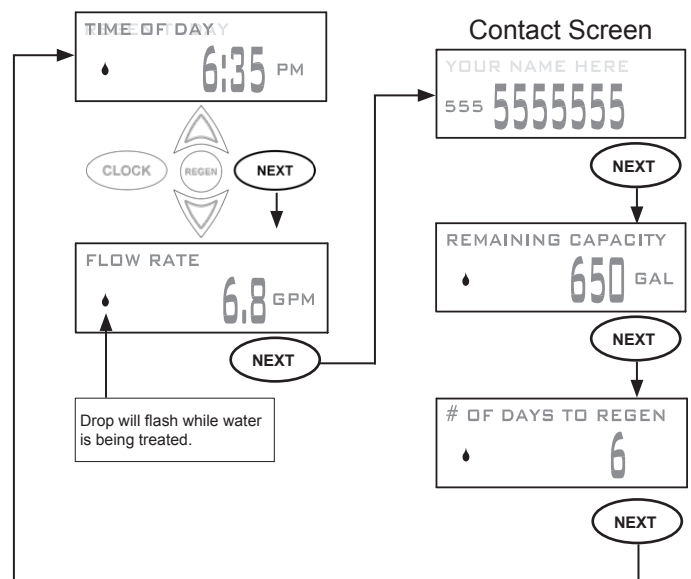 TIME OF DAY
6:35 PM
CLOCK
REGEN
NEXT
FLOW RATE
6.8 GPM
NEXT
Drop will flash while water
is being treated.
Contact Screen
YOUR NAME HERE
555 5555555
NEXT
REMAINING CAPACITY
650 GAL
NEXT
# OF DAYS TO REGEN
6
NEXT